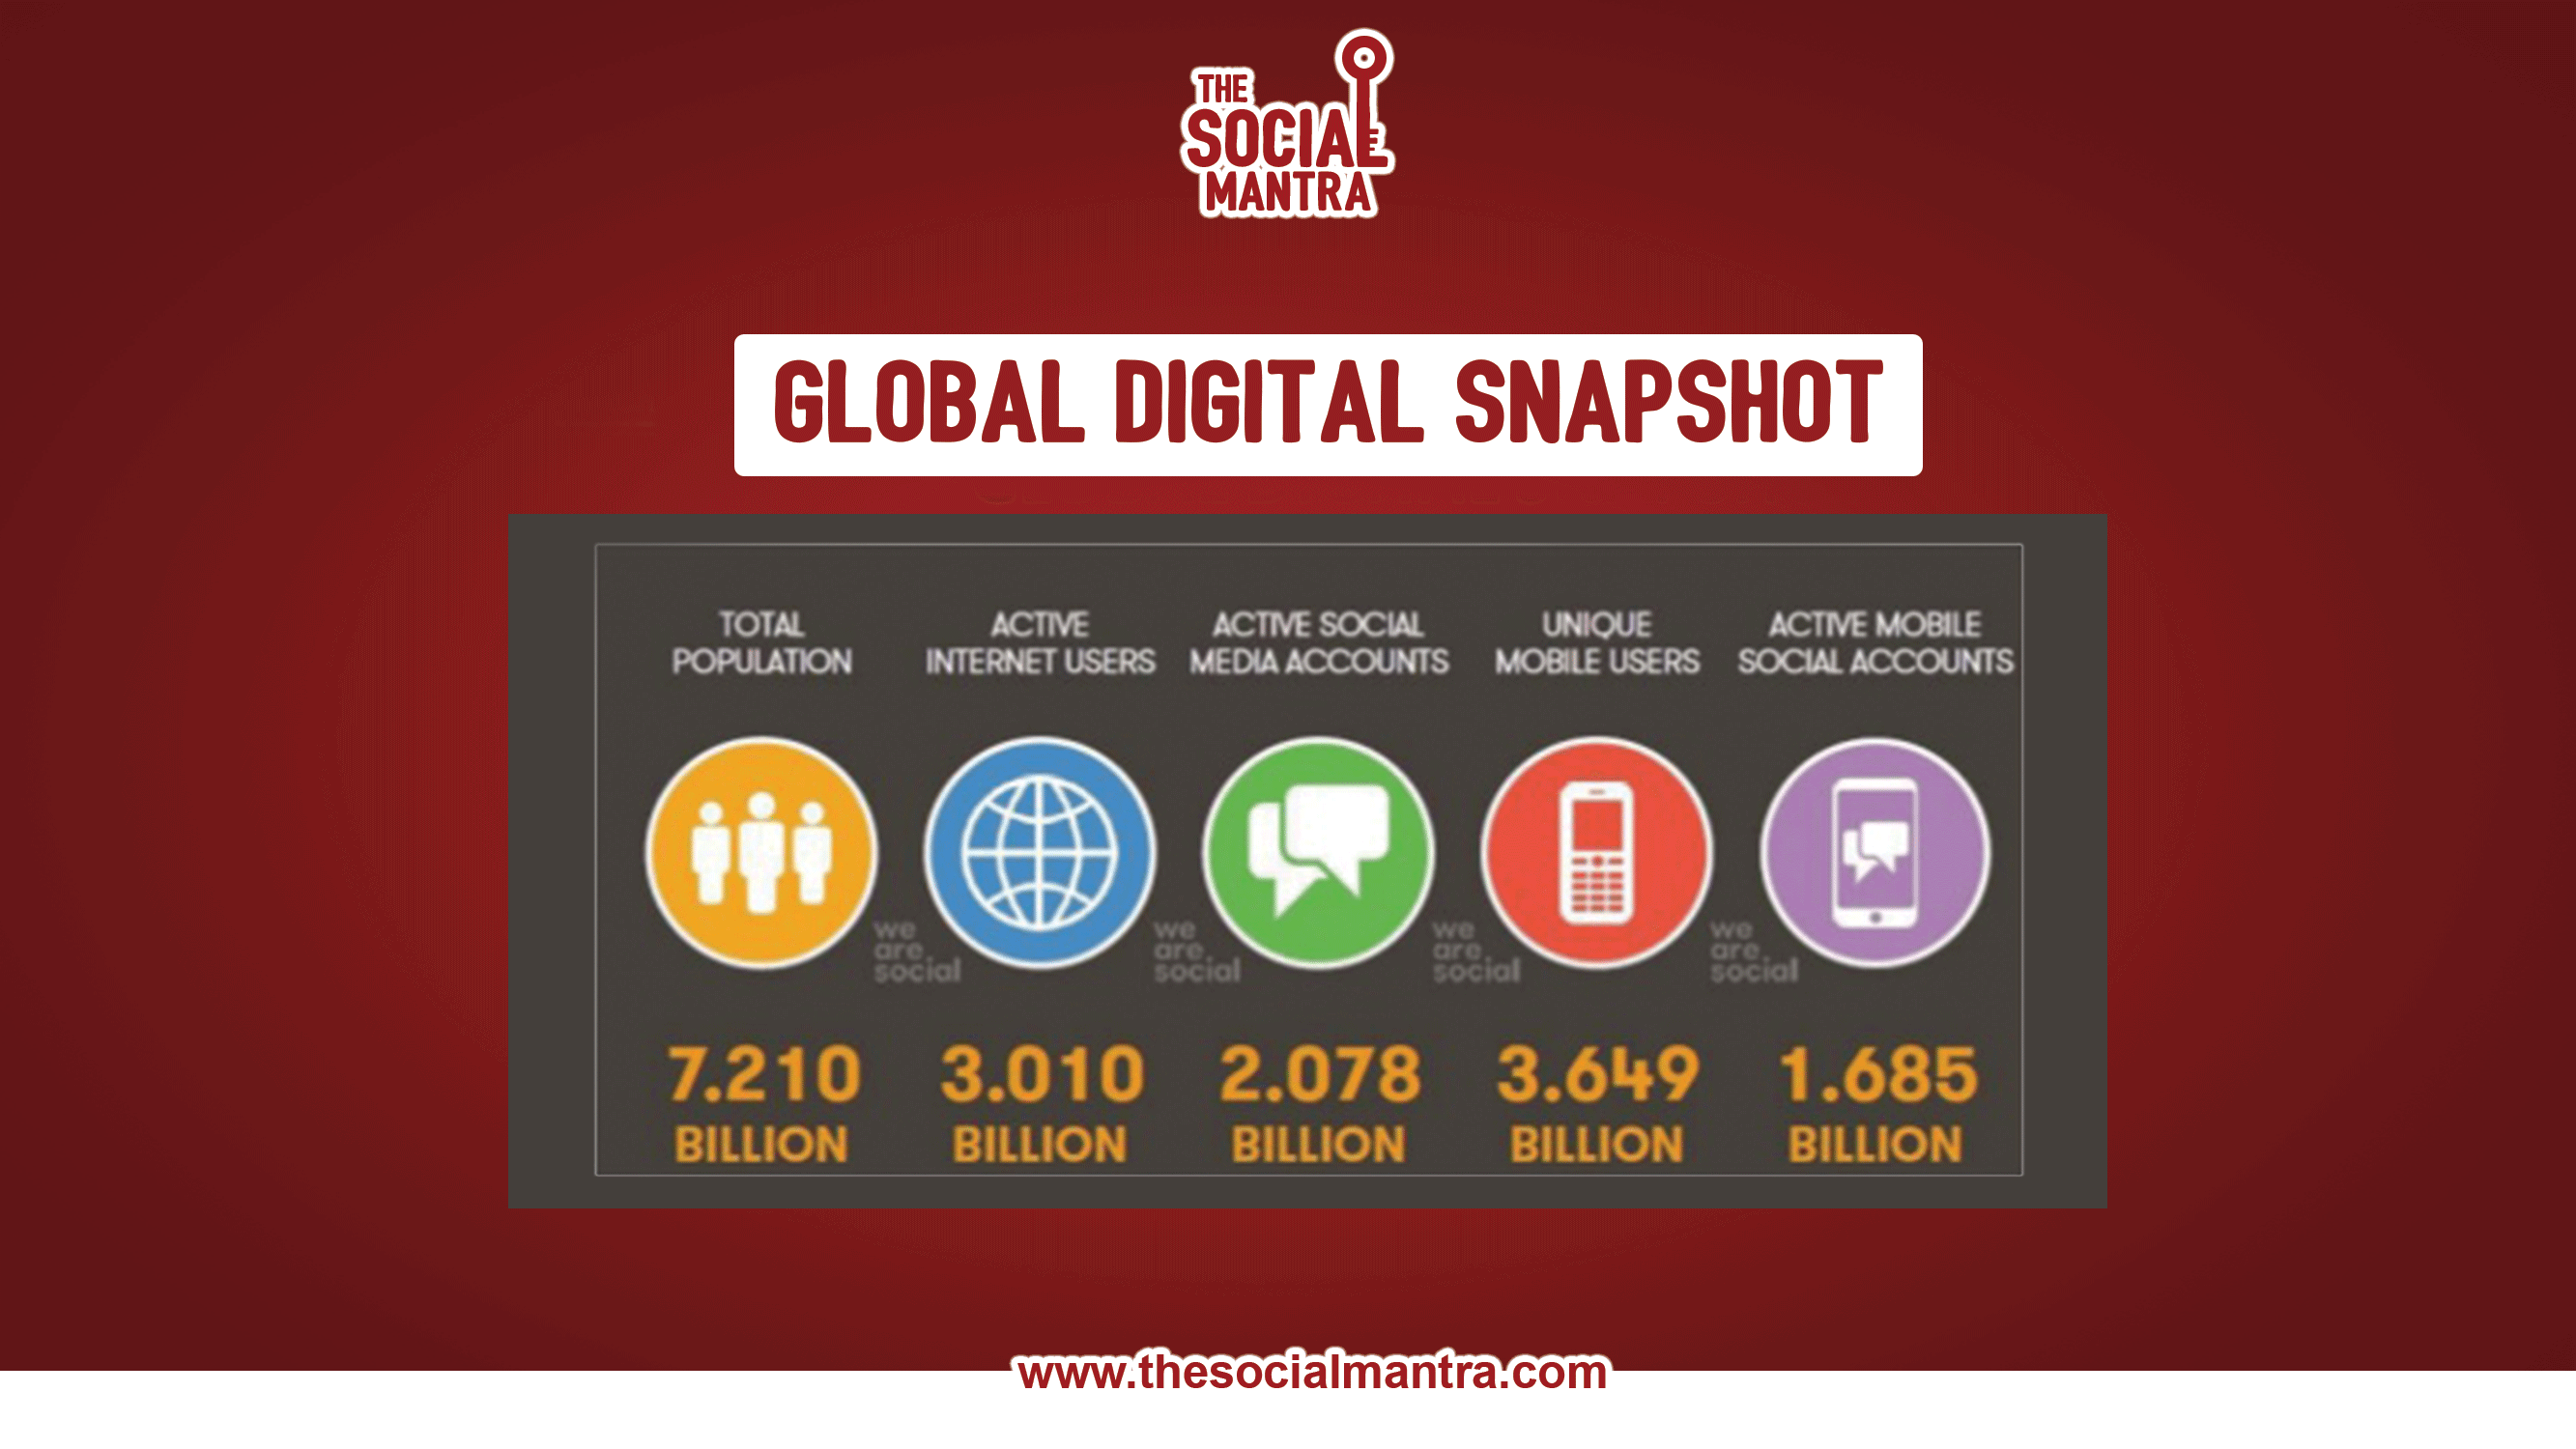 THE
SOCIAL
MANTRA
GLOBAL DIGITAL SNAPSHOT
TOTAL
POPULATION
ACTIVE
INTERNET USERS
ACTIVE SOCIAL
MEDIA ACCOUNTS
UNIQUE
MOBILE USERS
ACTIVE MOBILE
SOCIAL ACCOUNTS
we
are.
social
we
are.
social
we
are.
social
we
are.
social
7.210
BILLION
3.010
BILLION
2.078
BILLION
3.649
BILLION
1.685
BILLION
www.thesocialmantra.com